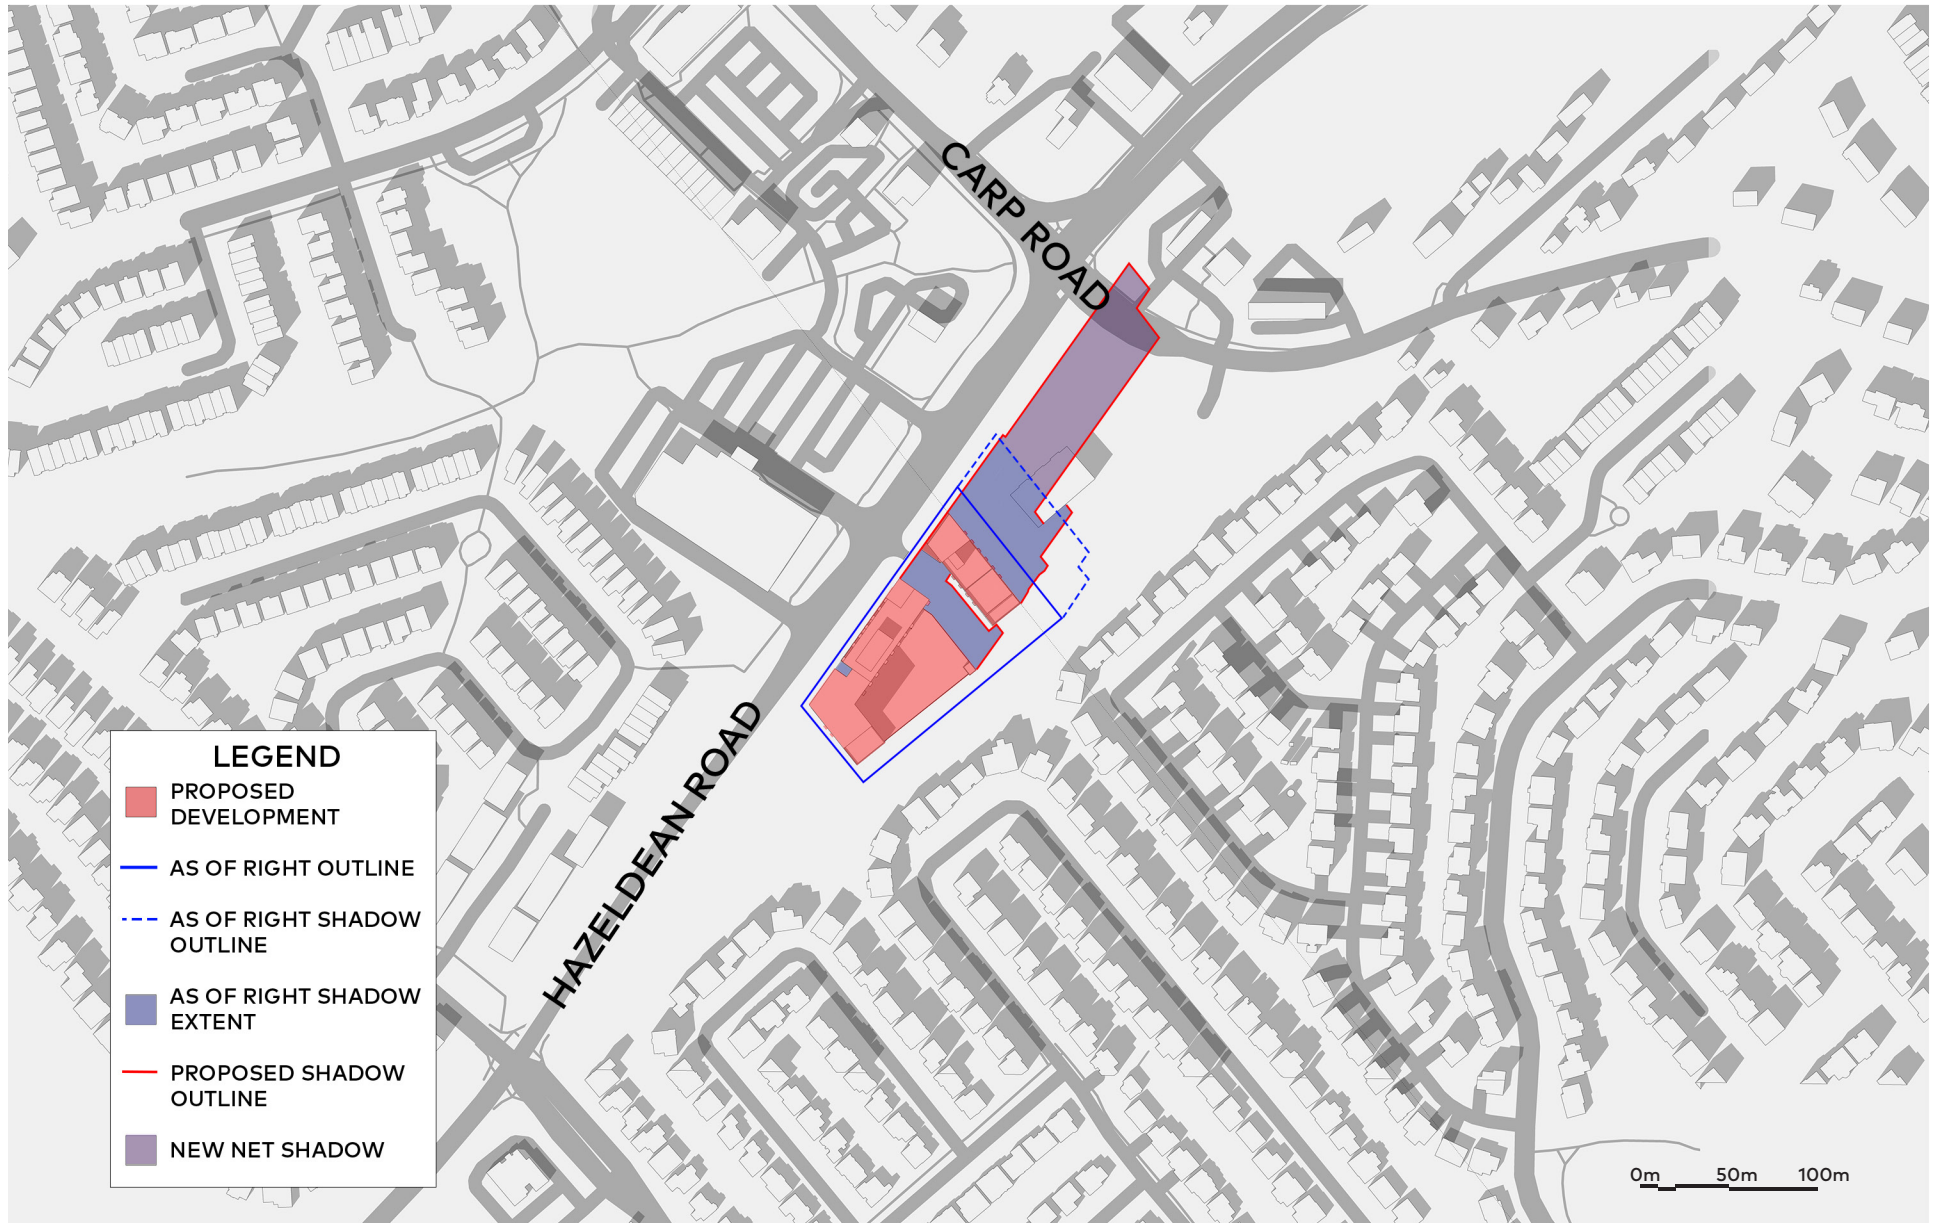 CARP ROAD
HAZELDEAN ROAD
LEGEND
PROPOSED
DEVELOPMENT
AS OF RIGHT OUTLINE
AS OF RIGHT SHADOW
OUTLINE
AS OF RIGHT SHADOW
EXTENT
PROPOSED SHADOW
OUTLINE
NEW NET SHADOW
0m 50m 100m